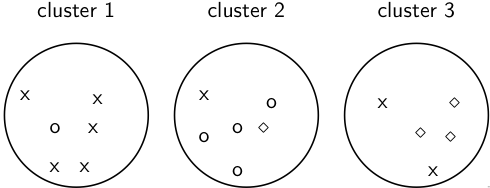 cluster 1 cluster 2 cluster 3
x x o x x x
x o o o ◇ o
x ◇ ◇ ◇ x